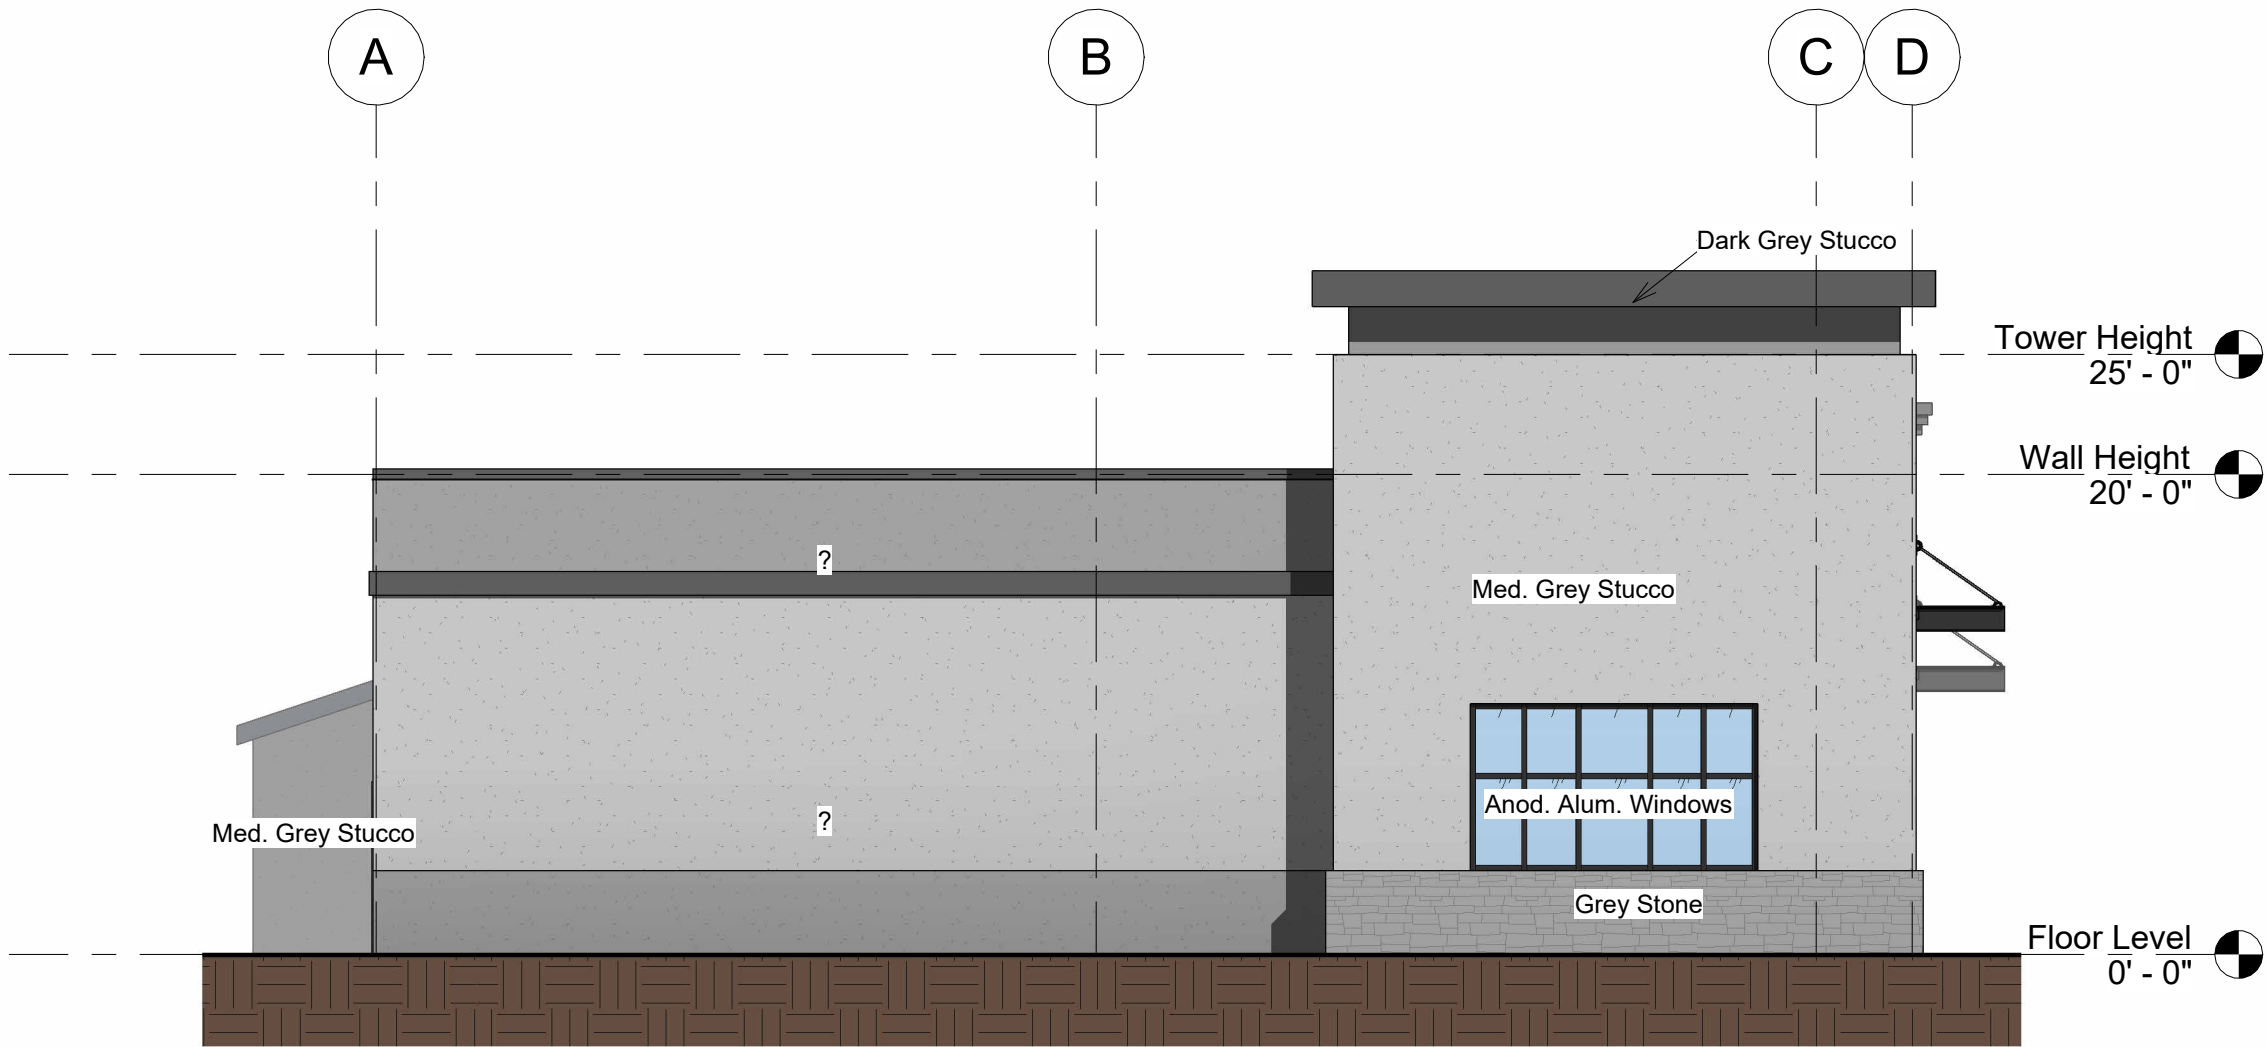 A
B
C
D
Dark Grey Stucco
Tower Height
25' - 0"
Wall Height
20' - 0"
?
Med. Grey Stucco
Anod. Alum. Windows
?
Med. Grey Stucco
Grey Stone
Floor Level
0' - 0"